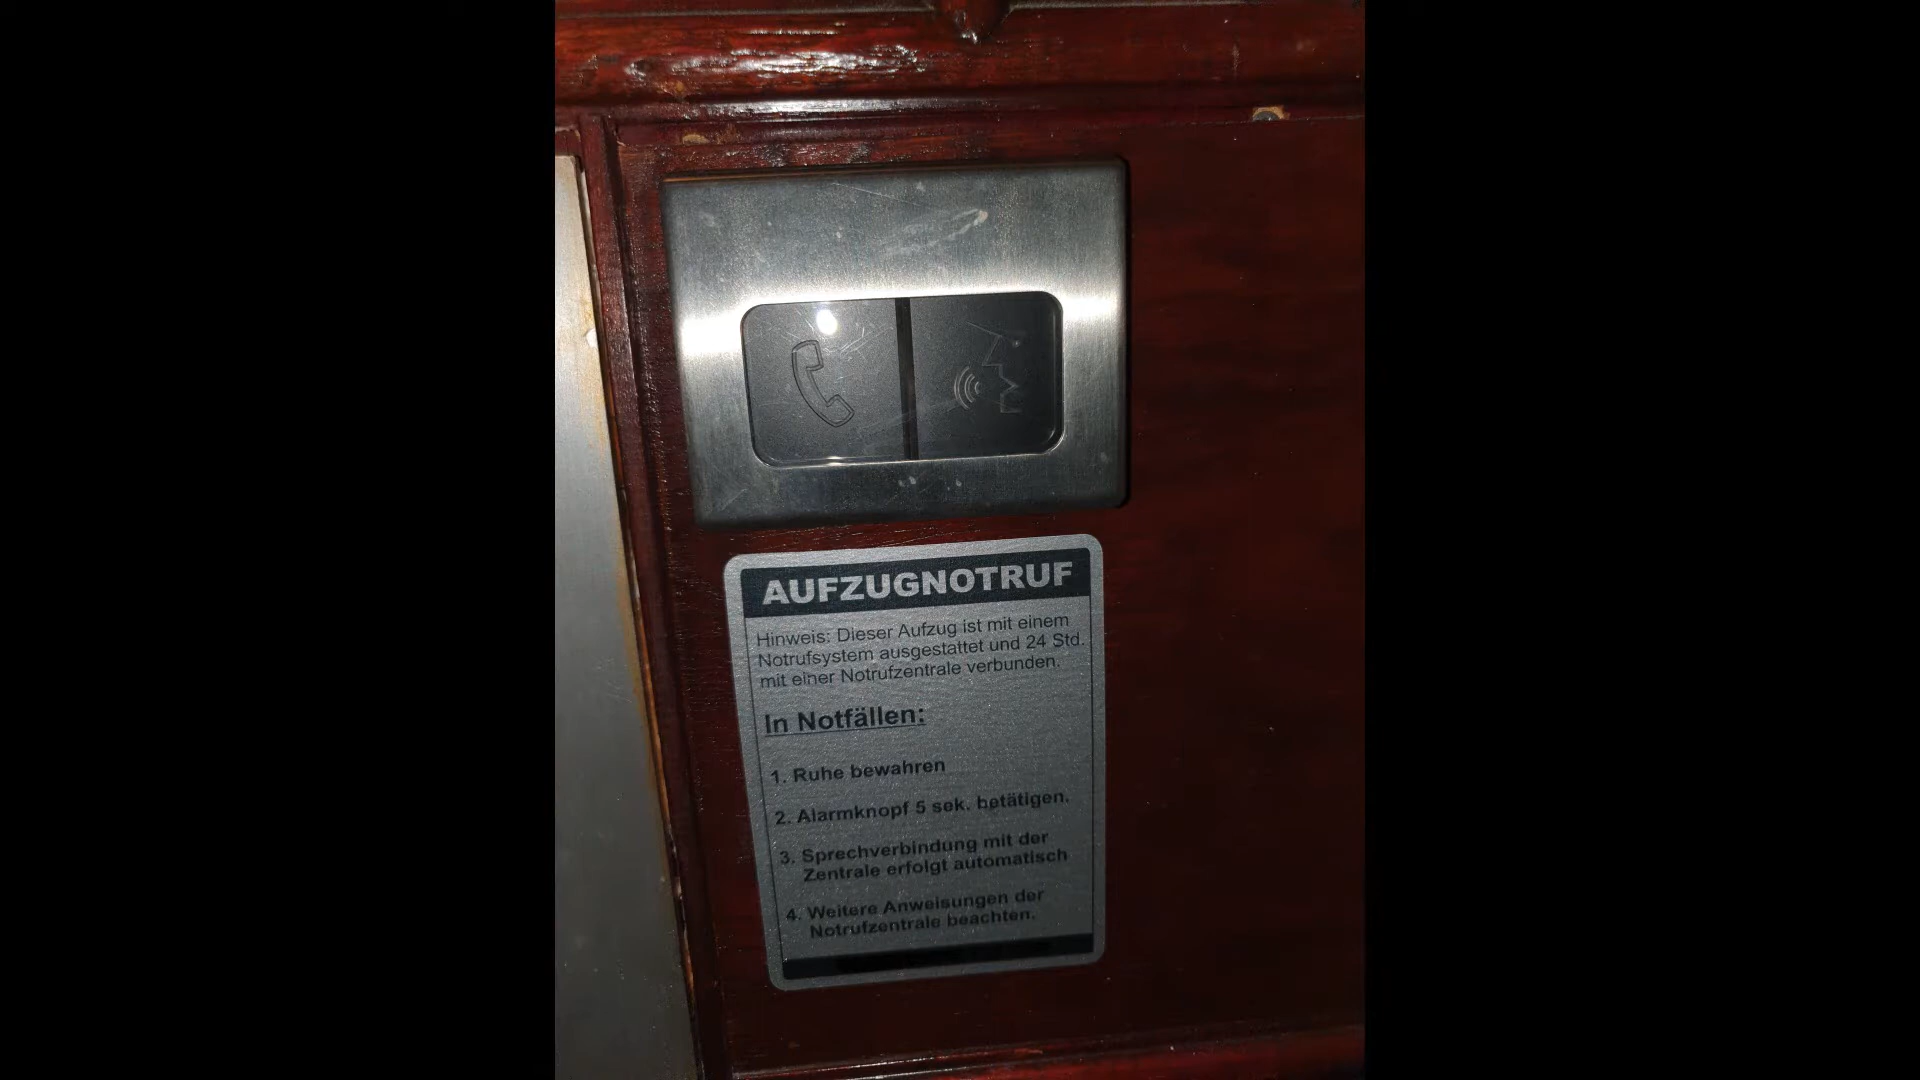 AUFZUGNOTRUF
Hinweis: Dieser Aufzug ist mit einem
Notrufsystem ausgestattet und 24 Std.
mit einer Notrufzentrale verbunden.
In Notfällen:
1. Ruhe bewahren
2. Alarmknopf 5 sek. betätigen.
3. Sprechverbindung mit der
Zentrale erfolgt automatisch
4. Weitere Anweisungen der
Notrufzentrale beachten.